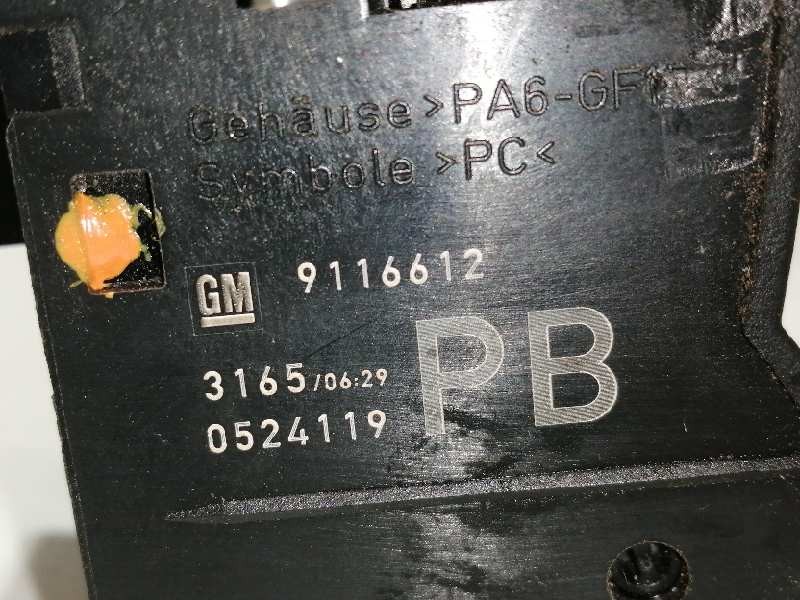 Gehäuse >PA6-GF
Symbole >PC<
GM 9116612
3165/06:29
0524119
PB